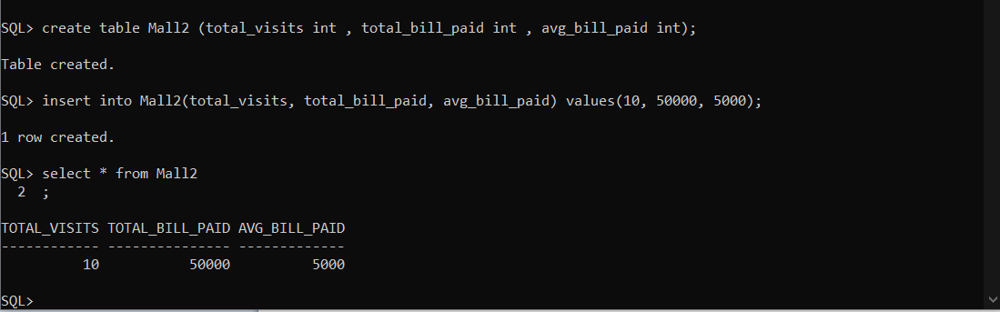 SQL> create table Mall2 (total_visits int , total_bill_paid int , avg_bill_paid int);
Table created.
SQL> insert into Mall2(total_visits, total_bill_paid, avg_bill_paid) values(10, 50000, 5000);
1 row created.
SQL> select * from Mall2
  2  ;
TOTAL_VISITS TOTAL_BILL_PAID AVG_BILL_PAID
------------ --------------- -------------
          10           50000          5000
SQL>